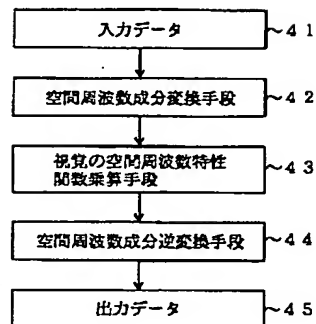 入力データ ～４１
空間周波数成分変換手段 ～４２
視覚の空間周波数特性
関数乗算手段 ～４３
空間周波数成分逆変換手段 ～４４
出力データ ～４５